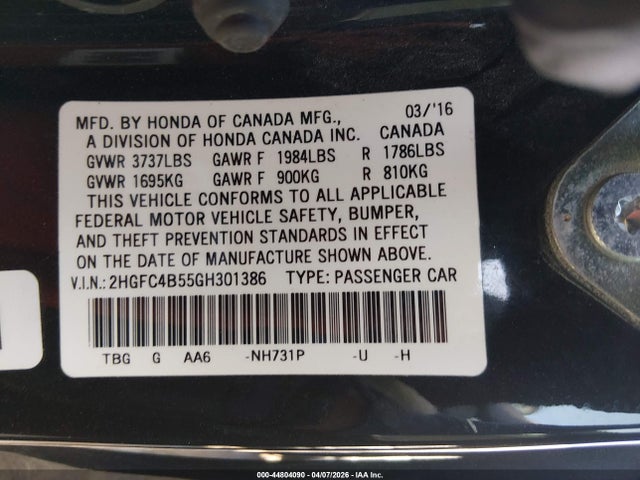 MFD. BY HONDA OF CANADA MFG., 03/'16
A DIVISION OF HONDA CANADA INC. CANADA
GVWR 3737LBS GAWR F 1984LBS R 1786LBS
GVWR 1695KG GAWR F 900KG R 810KG
THIS VEHICLE CONFORMS TO ALL APPLICABLE
FEDERAL MOTOR VEHICLE SAFETY, BUMPER,
AND THEFT PREVENTION STANDARDS IN EFFECT
ON THE DATE OF MANUFACTURE SHOWN ABOVE.
V.I.N.: 2HGFC4B55GH301386 TYPE: PASSENGER CAR
TBG G AA6 -NH731P -U -H
000-44804090 - 04/07/2026 - IAA Inc.